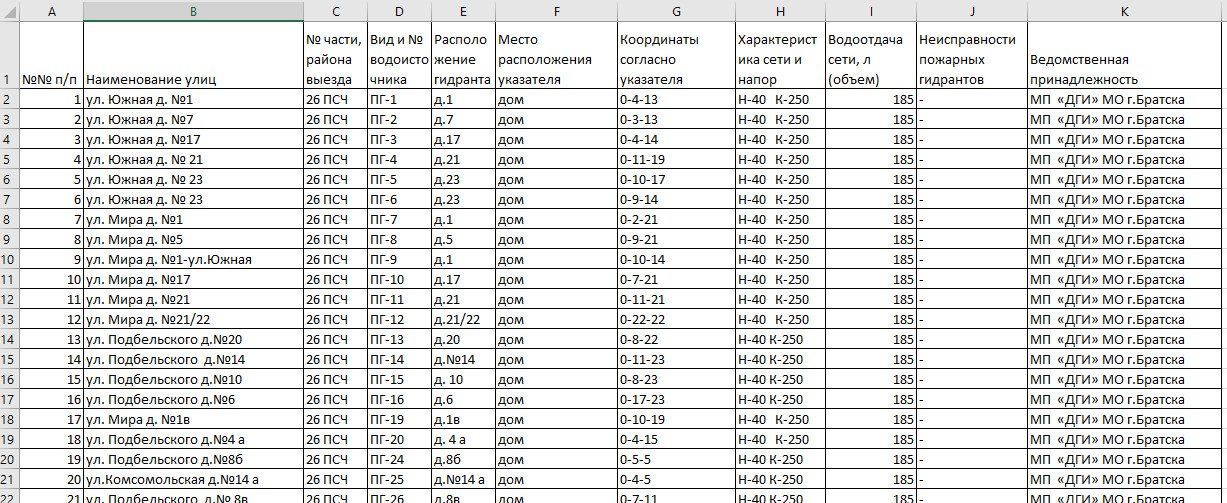 A B C D E F G H I J K
1 №№ п/п Наименование улиц № части, района выезда Вид и № водоисточника Расположение гидранта Место расположения указателя Координаты согласно указателя Характеристика сети и напор Водоотдача сети, л (объем) Неисправности пожарных гидрантов Ведомственная принадлежность
2 1 ул. Южная д. №1 26 ПСЧ ПГ-1 д.1 дом 0-4-13 Н-40 К-250 185 - МП «ДГИ» МО г.Братска
3 2 ул. Южная д. №7 26 ПСЧ ПГ-2 д.7 дом 0-3-13 Н-40 К-250 185 - МП «ДГИ» МО г.Братска
4 3 ул. Южная д. №17 26 ПСЧ ПГ-3 д.17 дом 0-4-14 Н-40 К-250 185 - МП «ДГИ» МО г.Братска
5 4 ул. Южная д. № 21 26 ПСЧ ПГ-4 д.21 дом 0-11-19 Н-40 К-250 185 - МП «ДГИ» МО г.Братска
6 5 ул. Южная д. № 23 26 ПСЧ ПГ-5 д.23 дом 0-10-17 Н-40 К-250 185 - МП «ДГИ» МО г.Братска
7 6 ул. Южная д. № 23 26 ПСЧ ПГ-6 д.23 дом 0-9-14 Н-40 К-250 185 - МП «ДГИ» МО г.Братска
8 7 ул. Мира д. №1 26 ПСЧ ПГ-7 д.1 дом 0-2-21 Н-40 К-250 185 - МП «ДГИ» МО г.Братска
9 8 ул. Мира д. №5 26 ПСЧ ПГ-8 д.5 дом 0-9-21 Н-40 К-250 185 - МП «ДГИ» МО г.Братска
10 9 ул. Мира д. №1-ул.Южная 26 ПСЧ ПГ-9 д.1 дом 0-10-14 Н-40 К-250 185 - МП «ДГИ» МО г.Братска
11 10 ул. Мира д. №17 26 ПСЧ ПГ-10 д.17 дом 0-7-21 Н-40 К-250 185 - МП «ДГИ» МО г.Братска
12 11 ул. Мира д. №21 26 ПСЧ ПГ-11 д.21 дом 0-11-21 Н-40 К-250 185 - МП «ДГИ» МО г.Братска
13 12 ул. Мира д. №21/22 26 ПСЧ ПГ-12 д.21/22 дом 0-22-22 Н-40 К-250 185 - МП «ДГИ» МО г.Братска
14 13 ул. Подбельского д.№20 26 ПСЧ ПГ-13 д.20 дом 0-8-22 Н-40 К-250 185 - МП «ДГИ» МО г.Братска
15 14 ул. Подбельского д.№14 26 ПСЧ ПГ-14 д.№14 дом 0-11-23 Н-40 К-250 185 - МП «ДГИ» МО г.Братска
16 15 ул. Подбельского д.№10 26 ПСЧ ПГ-15 д. 10 дом 0-8-23 Н-40 К-250 185 - МП «ДГИ» МО г.Братска
17 16 ул. Подбельского д.№6 26 ПСЧ ПГ-16 д.6 дом 0-17-23 Н-40 К-250 185 - МП «ДГИ» МО г.Братска
18 17 ул. Мира д. №1в 26 ПСЧ ПГ-19 д.1в дом 0-10-19 Н-40 К-250 185 - МП «ДГИ» МО г.Братска
19 18 ул. Подбельского д.№4 а 26 ПСЧ ПГ-20 д. 4 а дом 0-4-15 Н-40 К-250 185 - МП «ДГИ» МО г.Братска
20 19 ул. Подбельского д.№8б 26 ПСЧ ПГ-24 д.8б дом 0-5-5 Н-40 К-250 185 - МП «ДГИ» МО г.Братска
21 20 ул.Комсомольская д.№14 а 26 ПСЧ ПГ-25 д.№14 а дом 0-4-5 Н-40 К-250 185 - МП «ДГИ» МО г.Братска
22 21 ул. Подбельского д.№ 8в 26 ПСЧ ПГ-26 д.8в дом 0-7-11 Н-40 К-250 185 - МП «ДГИ» МО г.Братска